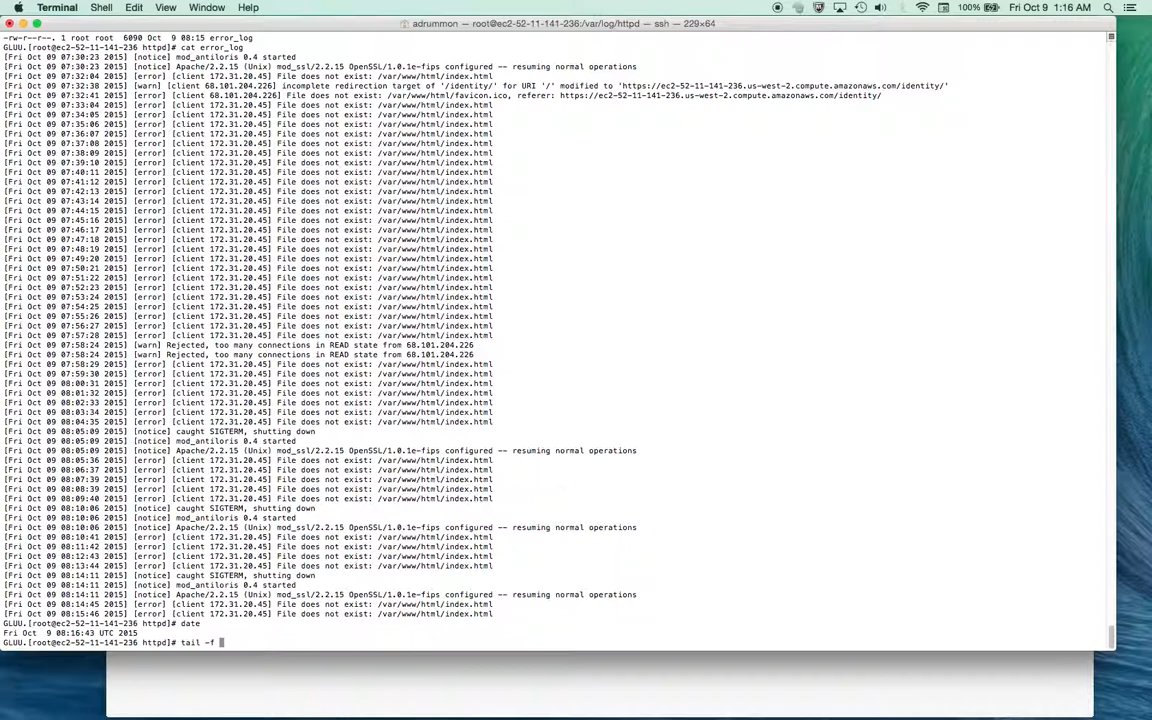 Terminal Shell Edit View Window Help 100% Fri Oct 9 1:16 AM
adrummon — root@ec2-52-11-141-236:/var/log/httpd — ssh — 229×64
-rw-r--r--. 1 root root  6090 Oct  9 08:15 error_log
GLUU.[root@ec2-52-11-141-236 httpd]# cat error_log
[Fri Oct 09 07:30:23 2015] [notice] mod_antiloris 0.4 started
[Fri Oct 09 07:30:23 2015] [notice] Apache/2.2.15 (Unix) mod_ssl/2.2.15 OpenSSL/1.0.1e-fips configured -- resuming normal operations
[Fri Oct 09 07:32:04 2015] [error] [client 172.31.20.45] File does not exist: /var/www/html/index.html
[Fri Oct 09 07:32:38 2015] [warn] [client 68.101.204.226] incomplete redirection target of '/identity/' for URI '/' modified to 'https://ec2-52-11-141-236.us-west-2.compute.amazonaws.com/identity/'
[Fri Oct 09 07:32:41 2015] [error] [client 68.101.204.226] File does not exist: /var/www/html/favicon.ico, referer: https://ec2-52-11-141-236.us-west-2.compute.amazonaws.com/identity/
[Fri Oct 09 07:33:04 2015] [error] [client 172.31.20.45] File does not exist: /var/www/html/index.html
[Fri Oct 09 07:34:05 2015] [error] [client 172.31.20.45] File does not exist: /var/www/html/index.html
[Fri Oct 09 07:35:06 2015] [error] [client 172.31.20.45] File does not exist: /var/www/html/index.html
[Fri Oct 09 07:36:07 2015] [error] [client 172.31.20.45] File does not exist: /var/www/html/index.html
[Fri Oct 09 07:37:08 2015] [error] [client 172.31.20.45] File does not exist: /var/www/html/index.html
[Fri Oct 09 07:38:09 2015] [error] [client 172.31.20.45] File does not exist: /var/www/html/index.html
[Fri Oct 09 07:39:10 2015] [error] [client 172.31.20.45] File does not exist: /var/www/html/index.html
[Fri Oct 09 07:40:11 2015] [error] [client 172.31.20.45] File does not exist: /var/www/html/index.html
[Fri Oct 09 07:41:12 2015] [error] [client 172.31.20.45] File does not exist: /var/www/html/index.html
[Fri Oct 09 07:42:13 2015] [error] [client 172.31.20.45] File does not exist: /var/www/html/index.html
[Fri Oct 09 07:43:14 2015] [error] [client 172.31.20.45] File does not exist: /var/www/html/index.html
[Fri Oct 09 07:44:15 2015] [error] [client 172.31.20.45] File does not exist: /var/www/html/index.html
[Fri Oct 09 07:45:16 2015] [error] [client 172.31.20.45] File does not exist: /var/www/html/index.html
[Fri Oct 09 07:46:17 2015] [error] [client 172.31.20.45] File does not exist: /var/www/html/index.html
[Fri Oct 09 07:47:18 2015] [error] [client 172.31.20.45] File does not exist: /var/www/html/index.html
[Fri Oct 09 07:48:19 2015] [error] [client 172.31.20.45] File does not exist: /var/www/html/index.html
[Fri Oct 09 07:49:20 2015] [error] [client 172.31.20.45] File does not exist: /var/www/html/index.html
[Fri Oct 09 07:50:21 2015] [error] [client 172.31.20.45] File does not exist: /var/www/html/index.html
[Fri Oct 09 07:51:22 2015] [error] [client 172.31.20.45] File does not exist: /var/www/html/index.html
[Fri Oct 09 07:52:23 2015] [error] [client 172.31.20.45] File does not exist: /var/www/html/index.html
[Fri Oct 09 07:53:24 2015] [error] [client 172.31.20.45] File does not exist: /var/www/html/index.html
[Fri Oct 09 07:54:25 2015] [error] [client 172.31.20.45] File does not exist: /var/www/html/index.html
[Fri Oct 09 07:55:26 2015] [error] [client 172.31.20.45] File does not exist: /var/www/html/index.html
[Fri Oct 09 07:56:27 2015] [error] [client 172.31.20.45] File does not exist: /var/www/html/index.html
[Fri Oct 09 07:57:28 2015] [error] [client 172.31.20.45] File does not exist: /var/www/html/index.html
[Fri Oct 09 07:58:24 2015] [warn] Rejected, too many connections in READ state from 68.101.204.226
[Fri Oct 09 07:58:24 2015] [warn] Rejected, too many connections in READ state from 68.101.204.226
[Fri Oct 09 07:58:29 2015] [error] [client 172.31.20.45] File does not exist: /var/www/html/index.html
[Fri Oct 09 07:59:30 2015] [error] [client 172.31.20.45] File does not exist: /var/www/html/index.html
[Fri Oct 09 08:00:31 2015] [error] [client 172.31.20.45] File does not exist: /var/www/html/index.html
[Fri Oct 09 08:01:32 2015] [error] [client 172.31.20.45] File does not exist: /var/www/html/index.html
[Fri Oct 09 08:02:33 2015] [error] [client 172.31.20.45] File does not exist: /var/www/html/index.html
[Fri Oct 09 08:03:34 2015] [error] [client 172.31.20.45] File does not exist: /var/www/html/index.html
[Fri Oct 09 08:04:35 2015] [error] [client 172.31.20.45] File does not exist: /var/www/html/index.html
[Fri Oct 09 08:05:09 2015] [notice] caught SIGTERM, shutting down
[Fri Oct 09 08:05:09 2015] [notice] mod_antiloris 0.4 started
[Fri Oct 09 08:05:09 2015] [notice] Apache/2.2.15 (Unix) mod_ssl/2.2.15 OpenSSL/1.0.1e-fips configured -- resuming normal operations
[Fri Oct 09 08:05:36 2015] [error] [client 172.31.20.45] File does not exist: /var/www/html/index.html
[Fri Oct 09 08:06:37 2015] [error] [client 172.31.20.45] File does not exist: /var/www/html/index.html
[Fri Oct 09 08:07:39 2015] [error] [client 172.31.20.45] File does not exist: /var/www/html/index.html
[Fri Oct 09 08:08:39 2015] [error] [client 172.31.20.45] File does not exist: /var/www/html/index.html
[Fri Oct 09 08:09:40 2015] [error] [client 172.31.20.45] File does not exist: /var/www/html/index.html
[Fri Oct 09 08:10:06 2015] [notice] caught SIGTERM, shutting down
[Fri Oct 09 08:10:06 2015] [notice] mod_antiloris 0.4 started
[Fri Oct 09 08:10:06 2015] [notice] Apache/2.2.15 (Unix) mod_ssl/2.2.15 OpenSSL/1.0.1e-fips configured -- resuming normal operations
[Fri Oct 09 08:10:41 2015] [error] [client 172.31.20.45] File does not exist: /var/www/html/index.html
[Fri Oct 09 08:11:42 2015] [error] [client 172.31.20.45] File does not exist: /var/www/html/index.html
[Fri Oct 09 08:12:43 2015] [error] [client 172.31.20.45] File does not exist: /var/www/html/index.html
[Fri Oct 09 08:13:44 2015] [error] [client 172.31.20.45] File does not exist: /var/www/html/index.html
[Fri Oct 09 08:14:11 2015] [notice] caught SIGTERM, shutting down
[Fri Oct 09 08:14:11 2015] [notice] mod_antiloris 0.4 started
[Fri Oct 09 08:14:11 2015] [notice] Apache/2.2.15 (Unix) mod_ssl/2.2.15 OpenSSL/1.0.1e-fips configured -- resuming normal operations
[Fri Oct 09 08:14:45 2015] [error] [client 172.31.20.45] File does not exist: /var/www/html/index.html
[Fri Oct 09 08:15:46 2015] [error] [client 172.31.20.45] File does not exist: /var/www/html/index.html
GLUU.[root@ec2-52-11-141-236 httpd]# date
Fri Oct  9 08:16:43 UTC 2015
GLUU.[root@ec2-52-11-141-236 httpd]# tail -f